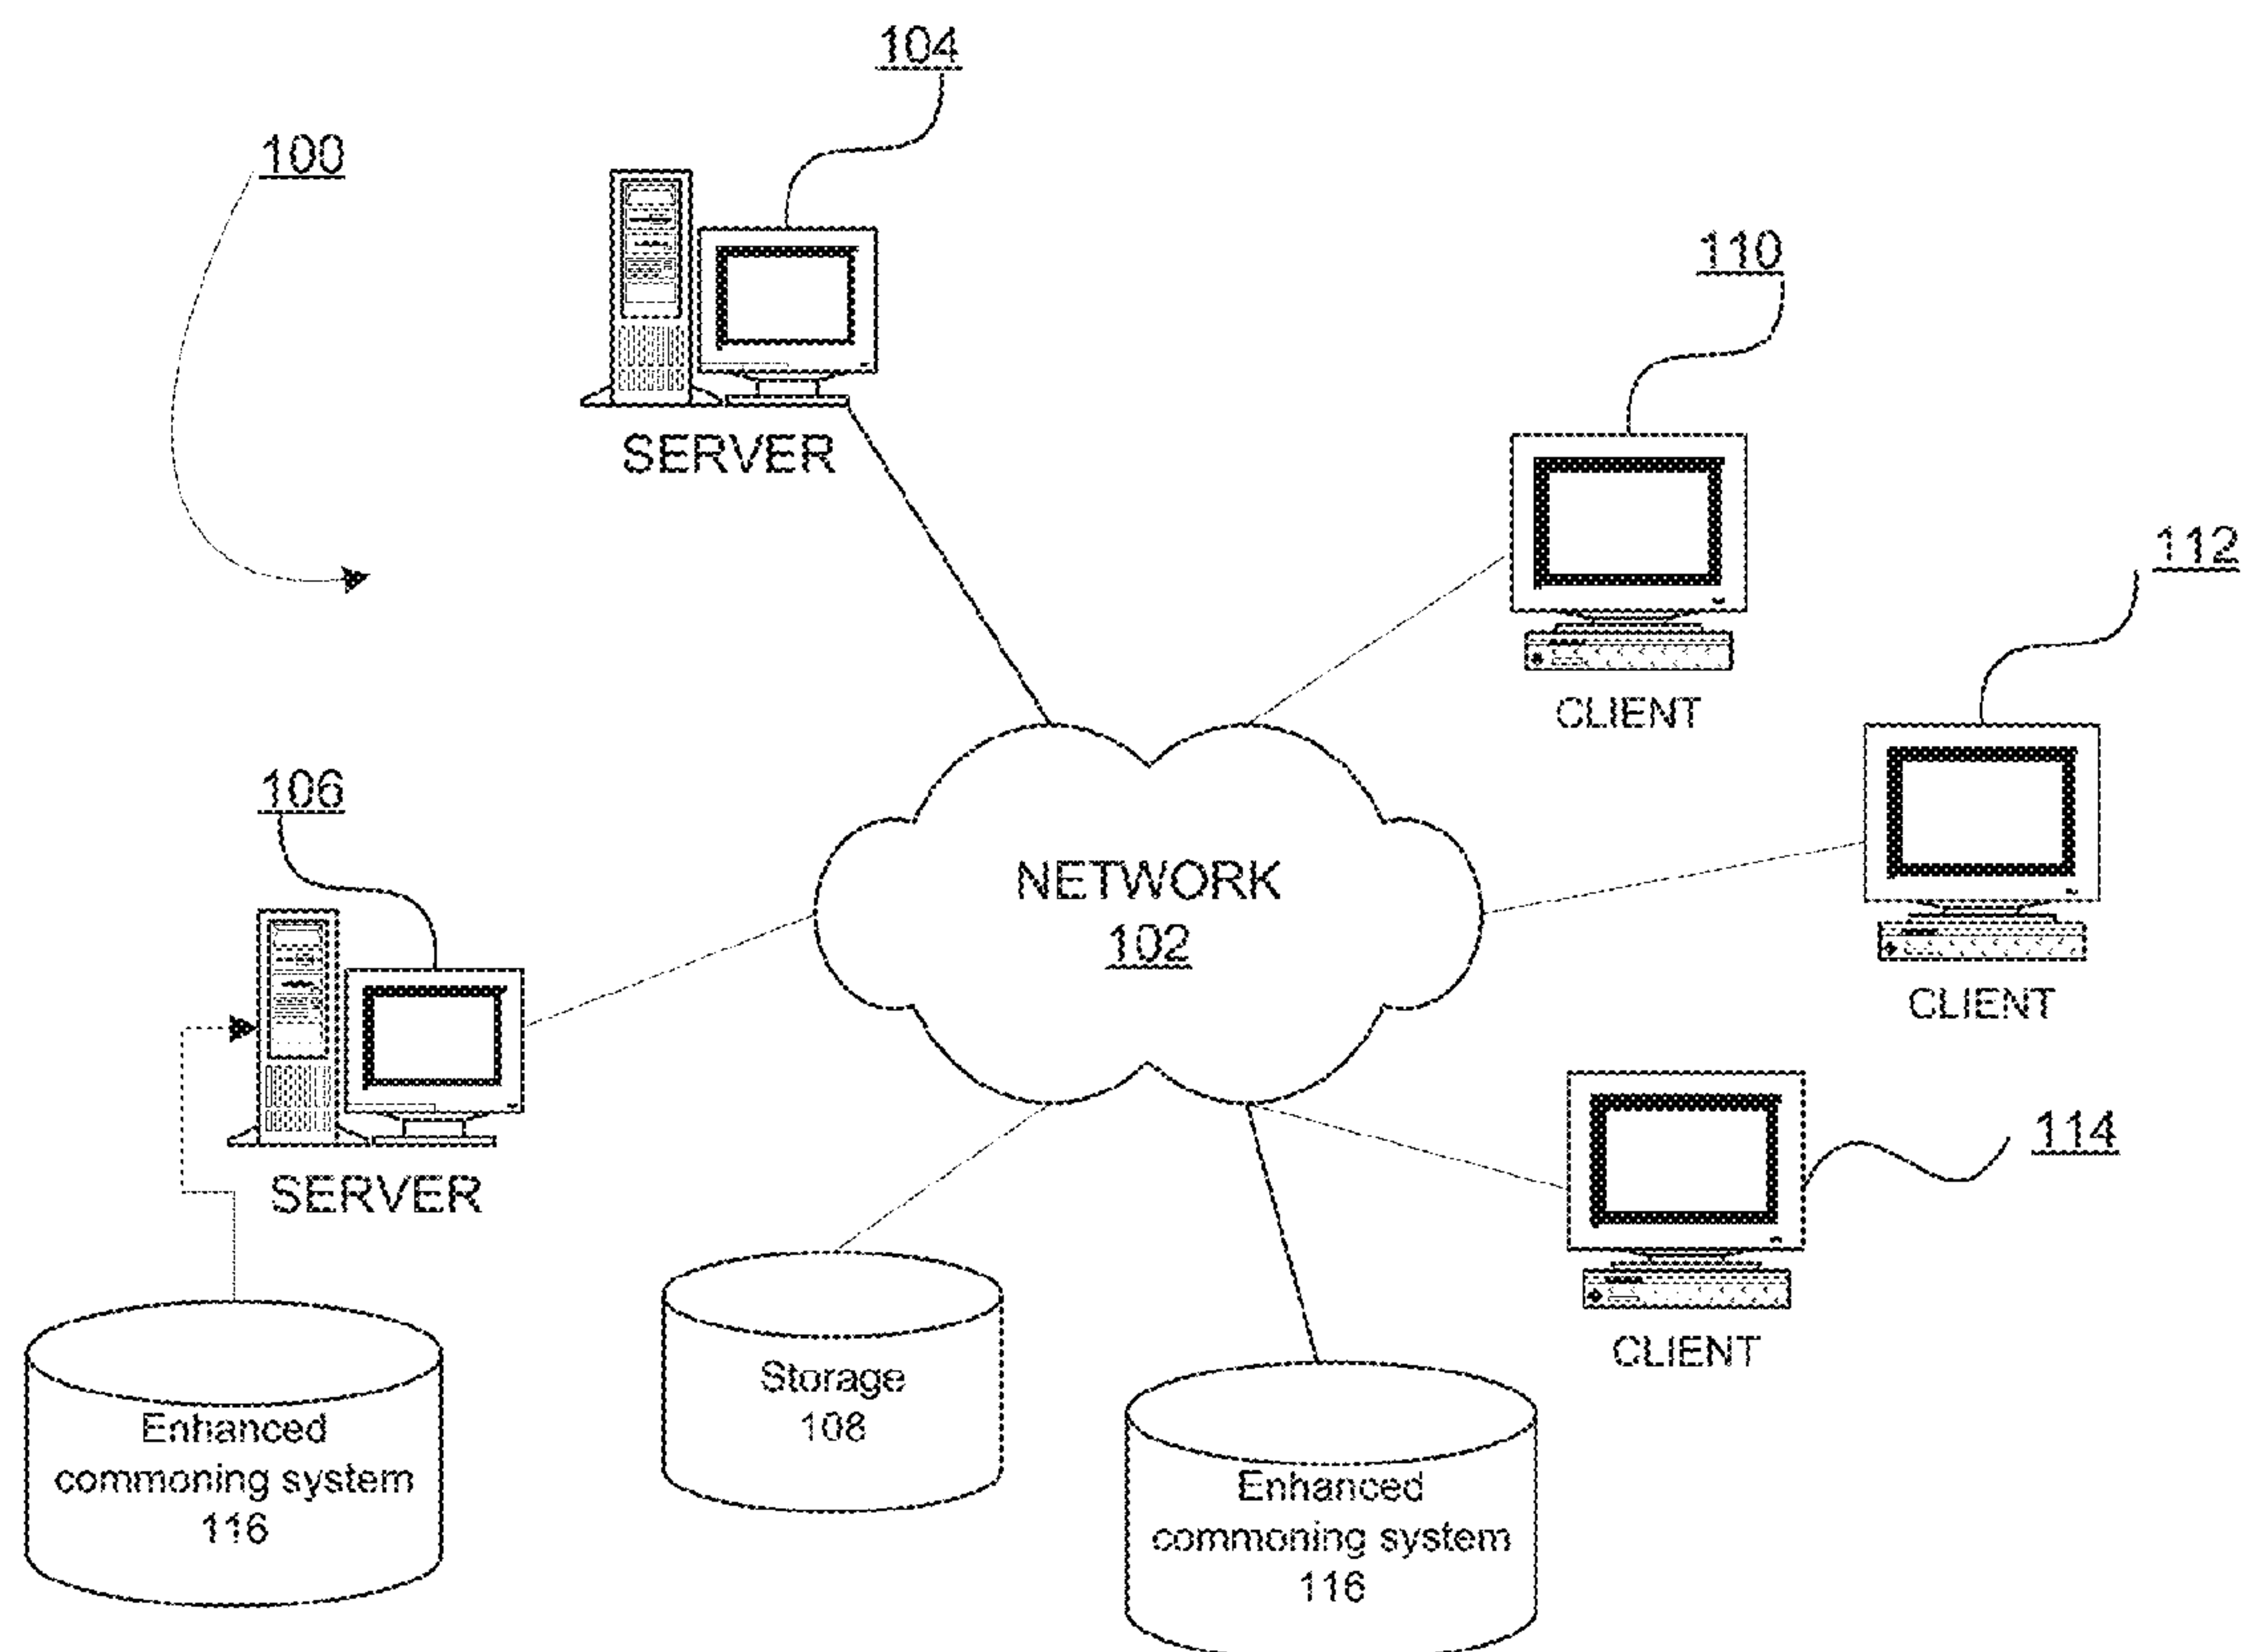 104
100
110
SERVER
112
CLIENT
106
NETWORK
102
CLIENT
114
SERVER
CLIENT
Storage
108
Enhanced
commoning system
116
Enhanced
commoning system
116